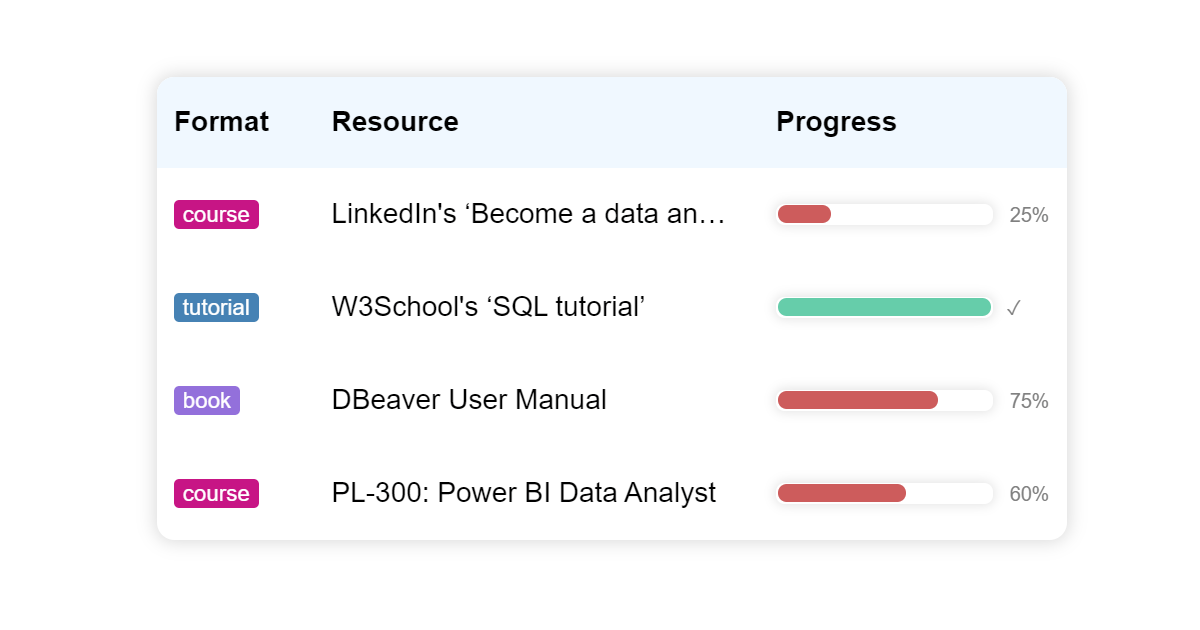 Format Resource Progress
course LinkedIn's ‘Become a data an… 25%
tutorial W3School's ‘SQL tutorial’ ✓
book DBeaver User Manual 75%
course PL-300: Power BI Data Analyst 60%